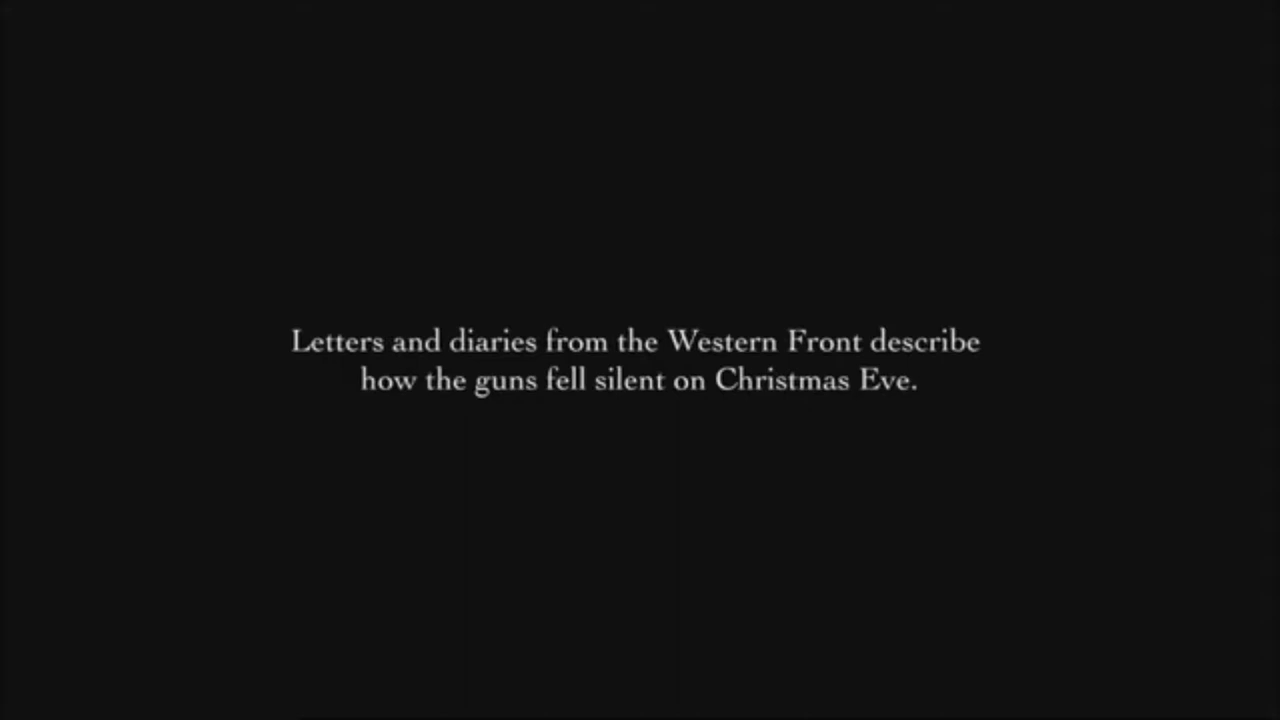 Letters and diaries from the Western Front describe
how the guns fell silent on Christmas Eve.